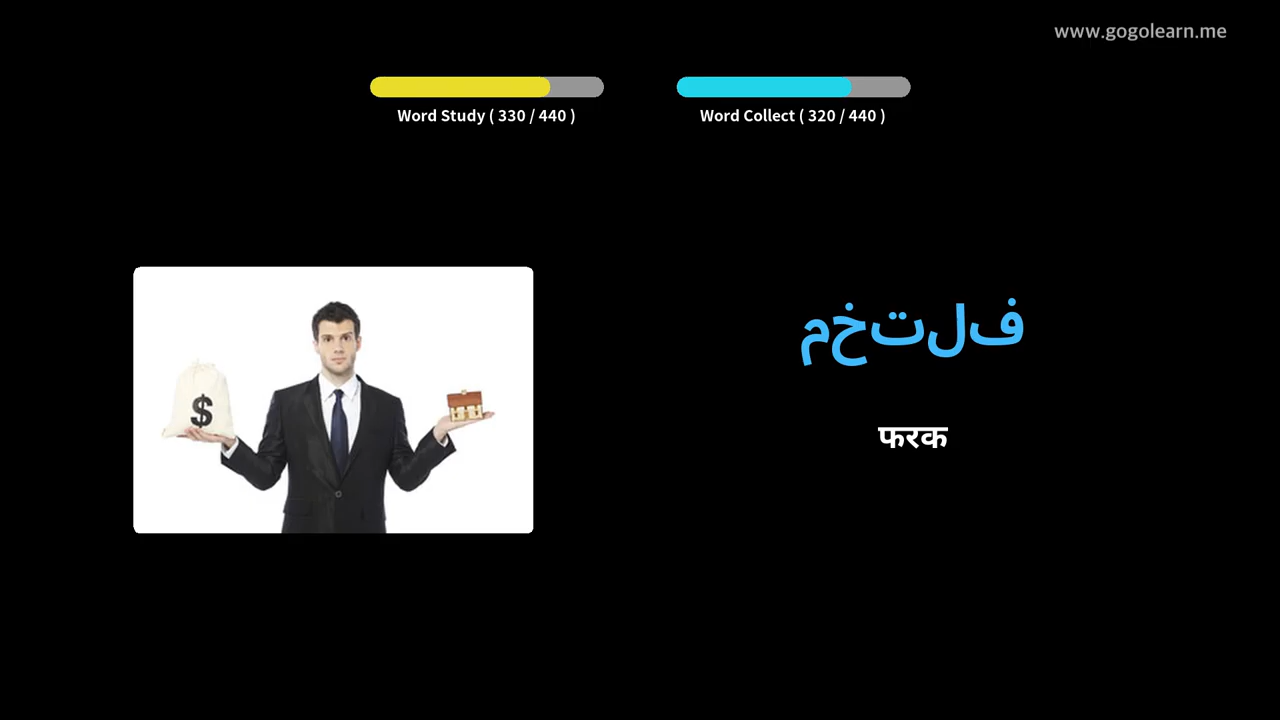 www.gogolearn.me
Word Study ( 330 / 440 )
Word Collect ( 320 / 440 )
مختلف
फरक
$